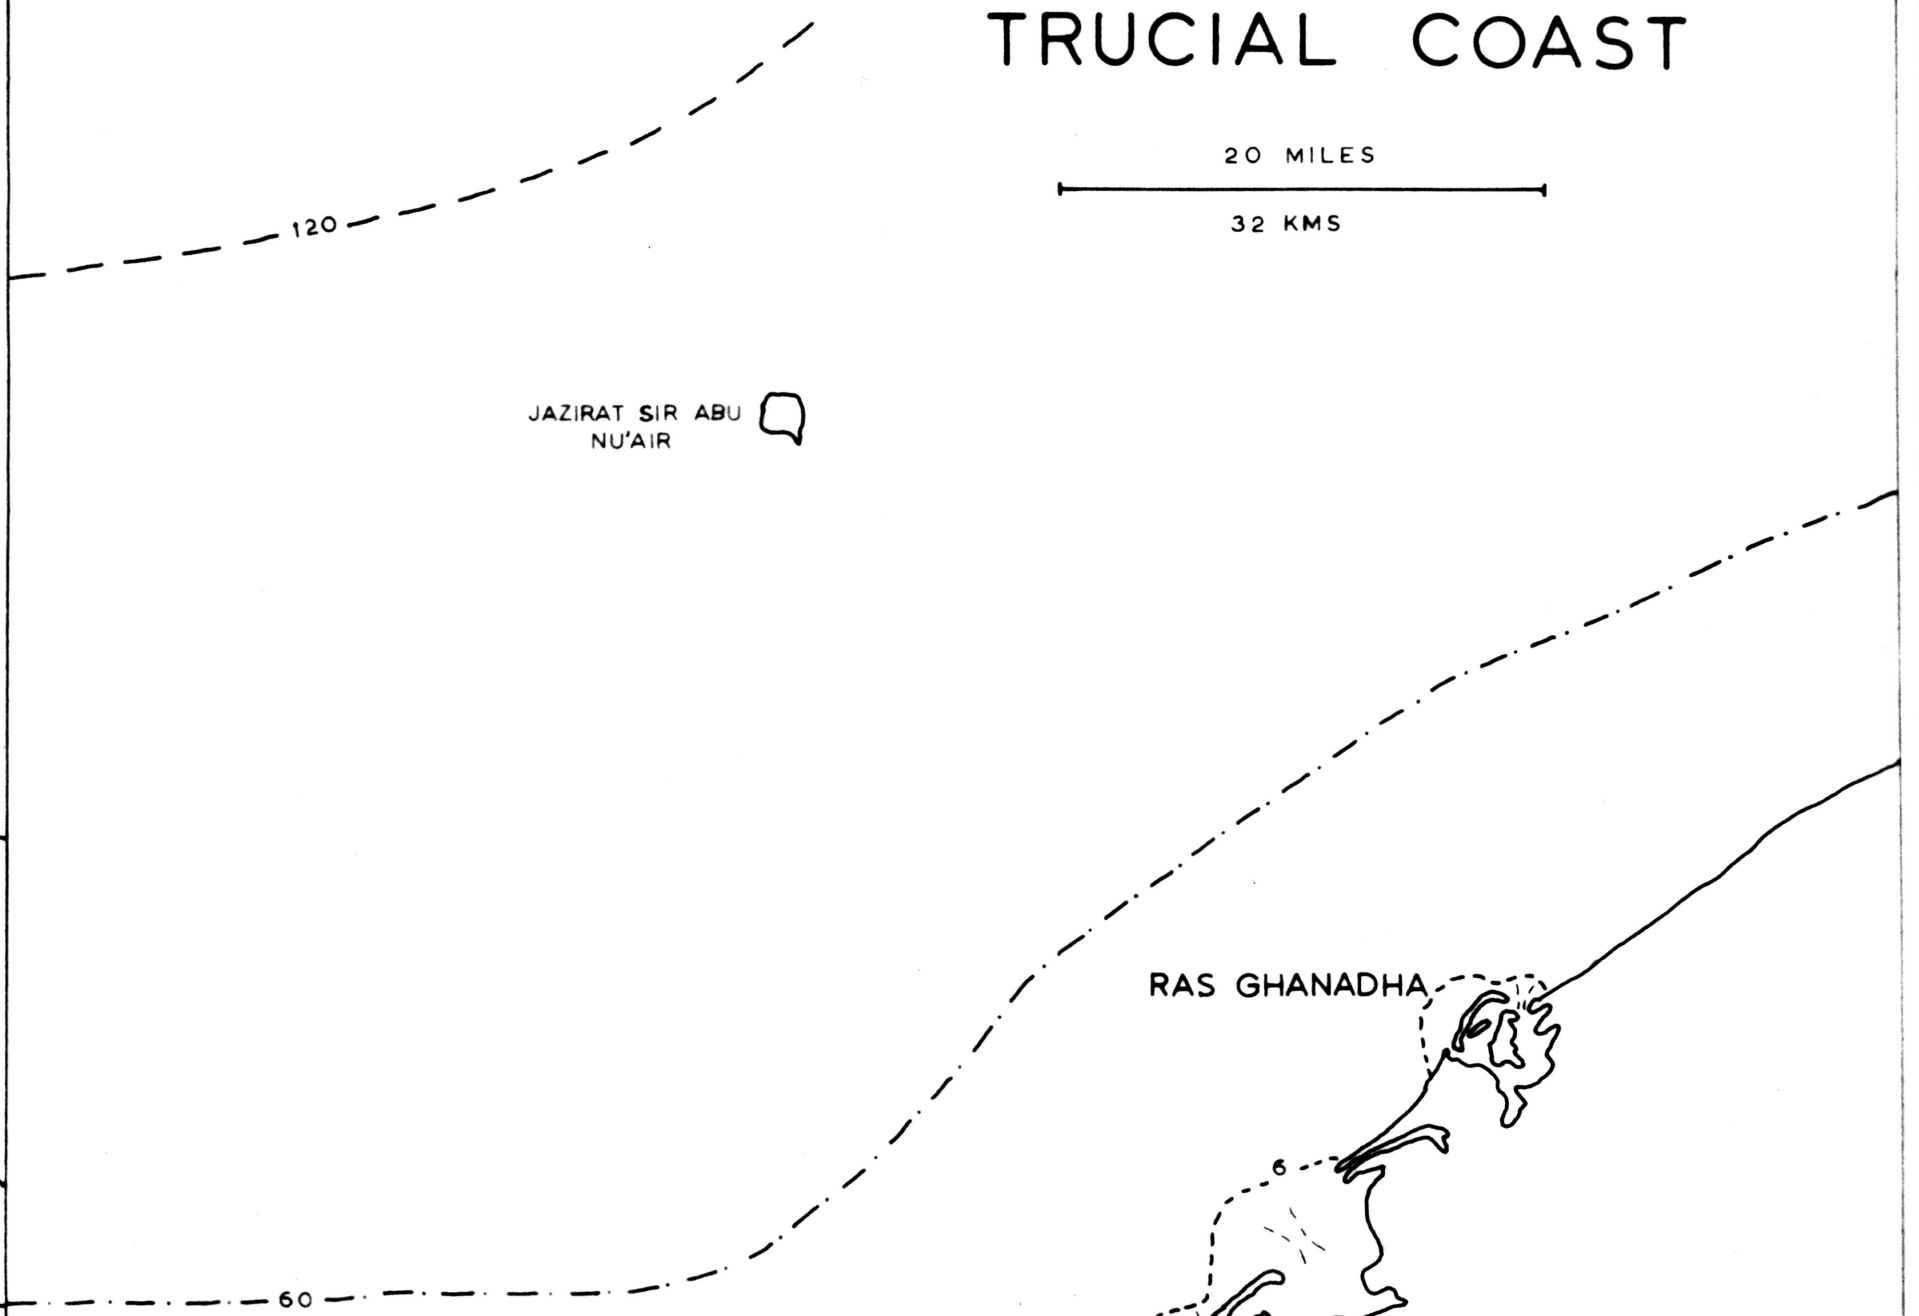 TRUCIAL COAST
20 MILES
32 KMS
120
JAZIRAT SIR ABU
NU'AIR
RAS GHANADHA
6
60